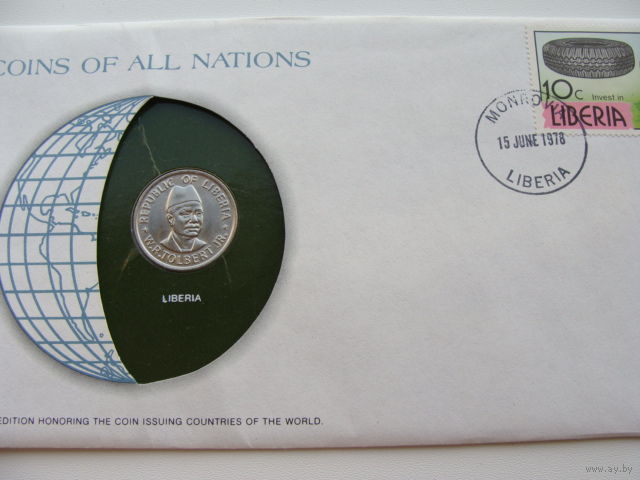 COINS OF ALL NATIONS
10c Invest in
LIBERIA
15 JUNE 1978
LIBERIA
REPUBLIC OF LIBERIA
W.R.TOLBERT JR.
LIBERIA
EDITION HONORING THE COIN ISSUING COUNTRIES OF THE WORLD.
www.ay.by